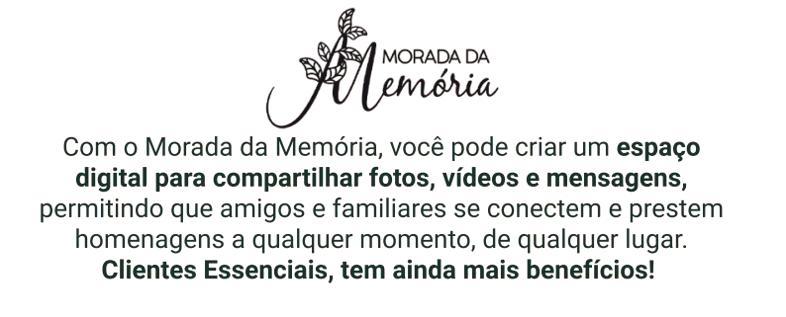 MORADA DA
Memória
Com o Morada da Memória, você pode criar um espaço
digital para compartilhar fotos, vídeos e mensagens,
permitindo que amigos e familiares se conectem e prestem
homenagens a qualquer momento, de qualquer lugar.
Clientes Essenciais, tem ainda mais benefícios!